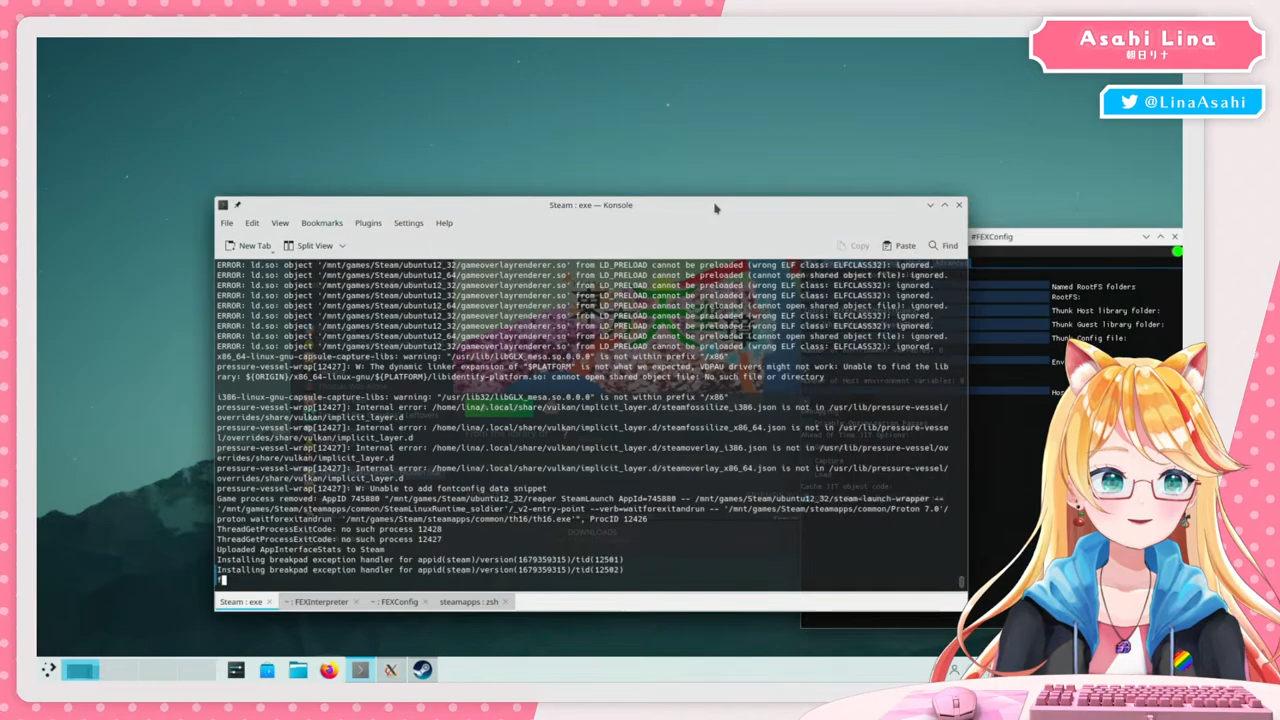 Asahi Lina
朝日リナ
@LinaAsahi
Steam : exe — Konsole
File Edit View Bookmarks Plugins Settings Help
New Tab Split View Copy Paste Find
ERROR: ld.so: object '/mnt/games/Steam/ubuntu12_32/gameoverlayrenderer.so' from LD_PRELOAD cannot be preloaded (wrong ELF class: ELFCLASS32): ignored.
ERROR: ld.so: object '/mnt/games/Steam/ubuntu12_64/gameoverlayrenderer.so' from LD_PRELOAD cannot be preloaded (cannot open shared object file): ignored.
ERROR: ld.so: object '/mnt/games/Steam/ubuntu12_32/gameoverlayrenderer.so' from LD_PRELOAD cannot be preloaded (wrong ELF class: ELFCLASS32): ignored.
ERROR: ld.so: object '/mnt/games/Steam/ubuntu12_32/gameoverlayrenderer.so' from LD_PRELOAD cannot be preloaded (wrong ELF class: ELFCLASS32): ignored.
ERROR: ld.so: object '/mnt/games/Steam/ubuntu12_64/gameoverlayrenderer.so' from LD_PRELOAD cannot be preloaded (cannot open shared object file): ignored.
ERROR: ld.so: object '/mnt/games/Steam/ubuntu12_32/gameoverlayrenderer.so' from LD_PRELOAD cannot be preloaded (wrong ELF class: ELFCLASS32): ignored.
ERROR: ld.so: object '/mnt/games/Steam/ubuntu12_32/gameoverlayrenderer.so' from LD_PRELOAD cannot be preloaded (wrong ELF class: ELFCLASS32): ignored.
ERROR: ld.so: object '/mnt/games/Steam/ubuntu12_64/gameoverlayrenderer.so' from LD_PRELOAD cannot be preloaded (cannot open shared object file): ignored.
ERROR: ld.so: object '/mnt/games/Steam/ubuntu12_32/gameoverlayrenderer.so' from LD_PRELOAD cannot be preloaded (wrong ELF class: ELFCLASS32): ignored.
x86_64-linux-gnu-capsule-capture-libs: warning: "/usr/lib/libGLX_mesa.so.0.0.0" is not within prefix "/x86"
pressure-vessel-wrap[12427]: W: The dynamic linker expansion of "$PLATFORM" is not what we expected, VDPAU drivers might not work: Unable to find the lib
rary: ${ORIGIN}/x86_64-linux-gnu/${PLATFORM}/libidentify-platform.so: cannot open shared object file: No such file or directory
i386-linux-gnu-capsule-capture-libs: warning: "/usr/lib32/libGLX_mesa.so.0.0.0" is not within prefix "/x86"
pressure-vessel-wrap[12427]: Internal error: /home/lina/.local/share/vulkan/implicit_layer.d/steamfossilize_i386.json is not in /usr/lib/pressure-vessel/
overrides/share/vulkan/implicit_layer.d
pressure-vessel-wrap[12427]: Internal error: /home/lina/.local/share/vulkan/implicit_layer.d/steamfossilize_x86_64.json is not in /usr/lib/pressure-vesse
l/overrides/share/vulkan/implicit_layer.d
pressure-vessel-wrap[12427]: Internal error: /home/lina/.local/share/vulkan/implicit_layer.d/steamoverlay_i386.json is not in /usr/lib/pressure-vessel/ov
errides/share/vulkan/implicit_layer.d
pressure-vessel-wrap[12427]: Internal error: /home/lina/.local/share/vulkan/implicit_layer.d/steamoverlay_x86_64.json is not in /usr/lib/pressure-vessel/
overrides/share/vulkan/implicit_layer.d
pressure-vessel-wrap[12427]: W: Unable to add fontconfig data snippet
Game process removed: AppID 745880 "/mnt/games/Steam/ubuntu12_32/reaper SteamLaunch AppId=745880 -- /mnt/games/Steam/ubuntu12_32/steam-launch-wrapper --
'/mnt/games/Steam/steamapps/common/SteamLinuxRuntime_soldier'/_v2-entry-point --verb=waitforexitandrun -- '/mnt/games/Steam/steamapps/common/Proton 7.0'/
proton waitforexitandrun '/mnt/games/Steam/steamapps/common/th16/th16.exe'", ProcID 12426
ThreadGetProcessExitCode: no such process 12428
ThreadGetProcessExitCode: no such process 12427
Uploaded AppInterfaceStats to Steam
Installing breakpad exception handler for appid(steam)/version(1679359315)/tid(12501)
Installing breakpad exception handler for appid(steam)/version(1679359315)/tid(12502)
f
Steam : exe ~ : FEXInterpreter ~ : FEXConfig steamapps : zsh
#FEXConfig
Named RootFS folders
RootFS:
Thunk Host library folder:
Thunk Guest library folder:
Thunk Config file:
DOWNLOADS